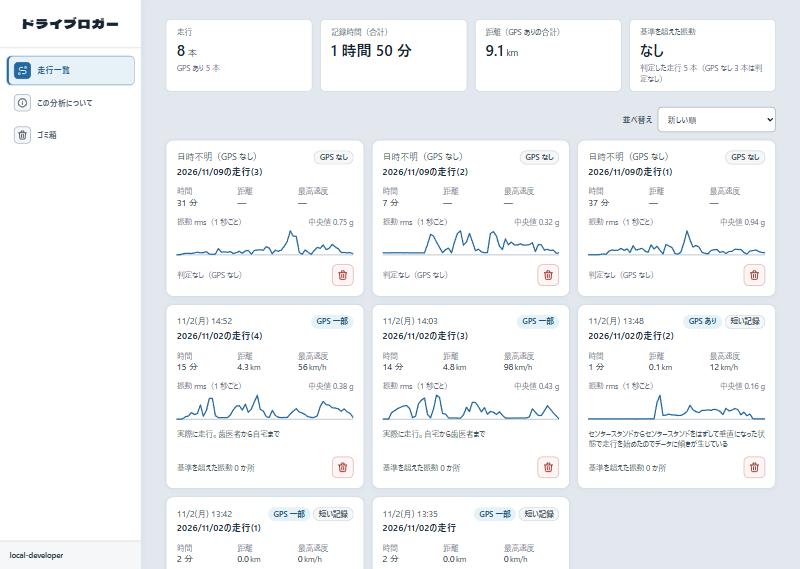 ドライブロガー
走行一覧
この分析について
ゴミ箱
local-developer
走行
8 本
GPS あり 5 本
記録時間（合計）
1 時間 50 分
距離（GPS ありの合計）
9.1 km
基準を超えた振動
なし
判定した走行 5 本（GPS なし 3 本は判
定なし）
並べ替え 新しい順
日時不明（GPS なし） GPS なし
2026/11/09の走行(3)
時間 距離 最高速度
31 分 — —
振動 rms（1 秒ごと） 中央値 0.75 g
判定なし（GPS なし）
日時不明（GPS なし） GPS なし
2026/11/09の走行(2)
時間 距離 最高速度
7 分 — —
振動 rms（1 秒ごと） 中央値 0.32 g
判定なし（GPS なし）
日時不明（GPS なし） GPS なし
2026/11/09の走行(1)
時間 距離 最高速度
37 分 — —
振動 rms（1 秒ごと） 中央値 0.94 g
判定なし（GPS なし）
11/2(月) 14:52 GPS 一部
2026/11/02の走行(4)
時間 距離 最高速度
15 分 4.3 km 56 km/h
振動 rms（1 秒ごと） 中央値 0.38 g
実際に走行。歯医者から自宅まで
基準を超えた振動 0 か所
11/2(月) 14:03 GPS 一部
2026/11/02の走行(3)
時間 距離 最高速度
14 分 4.8 km 98 km/h
振動 rms（1 秒ごと） 中央値 0.43 g
実際に走行。自宅から歯医者まで
基準を超えた振動 0 か所
11/2(月) 13:48 GPS あり 短い記録
2026/11/02の走行(2)
時間 距離 最高速度
1 分 0.1 km 12 km/h
振動 rms（1 秒ごと） 中央値 0.16 g
センタースタンドからセンタースタンドをはずして垂直になった状
態で走行を始めたのでデータに傾きが生じている
基準を超えた振動 0 か所
11/2(月) 13:42 GPS 一部 短い記録
2026/11/02の走行(1)
時間 距離 最高速度
2 分 0.0 km 0 km/h
11/2(月) 13:35 GPS 一部 短い記録
2026/11/02の走行
時間 距離 最高速度
2 分 0.0 km 0 km/h